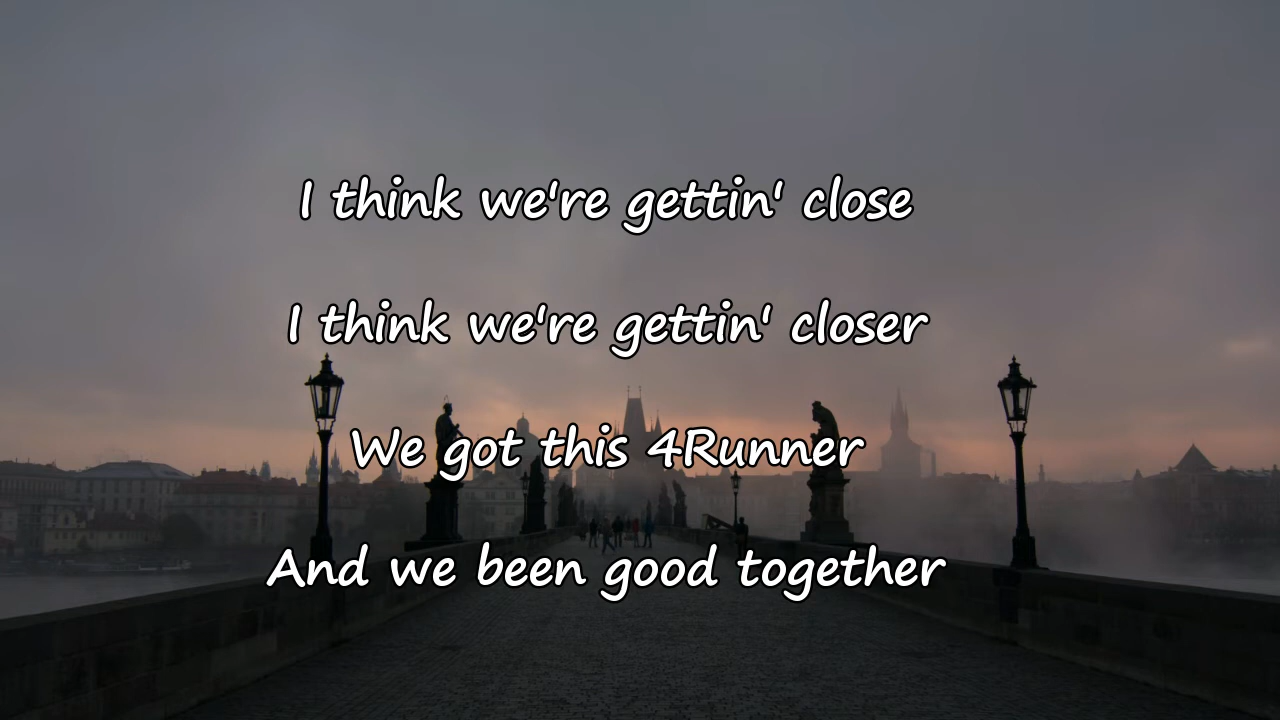 I think we're gettin' close
I think we're gettin' closer
We got this 4Runner
And we been good together